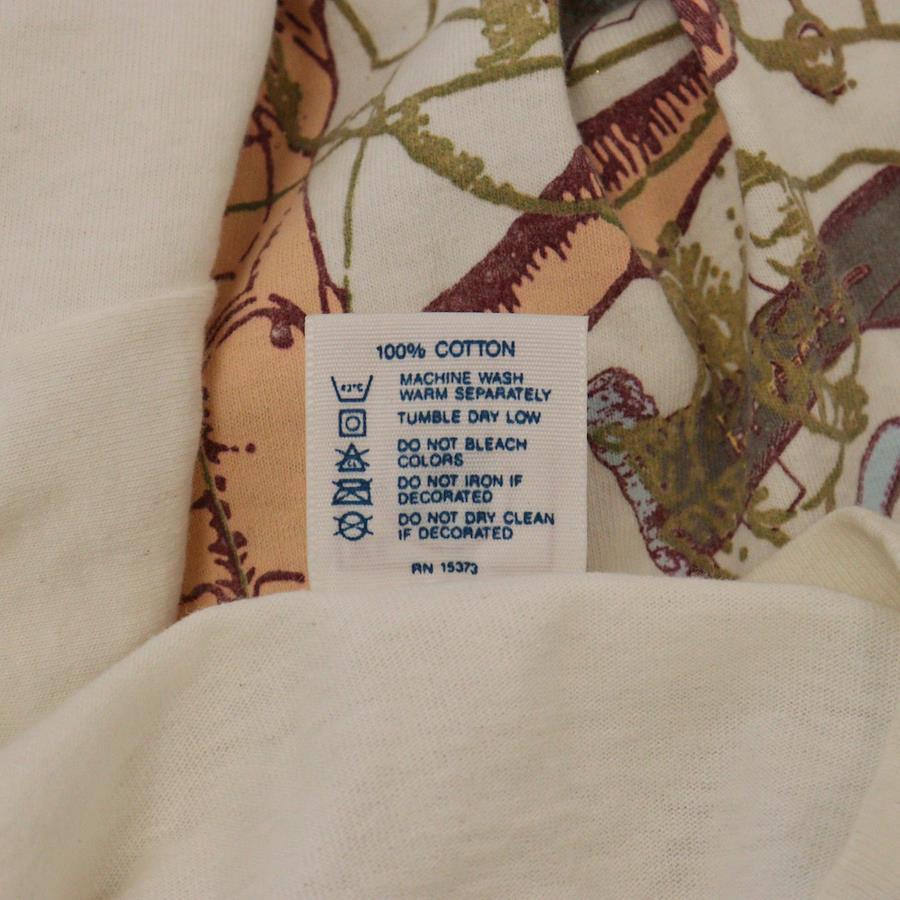 100% COTTON
MACHINE WASH
WARM SEPARATELY
TUMBLE DRY LOW
DO NOT BLEACH
COLORS
DO NOT IRON IF
DECORATED
DO NOT DRY CLEAN
IF DECORATED
RN 15373